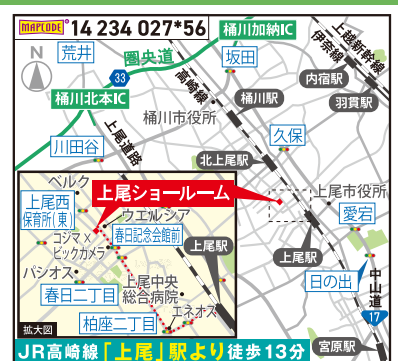 MAPCODE® 14 234 027*56
桶川加納IC
上越新幹線
伊奈線
N
荒井
圏央道
坂田
33
高崎線
内宿駅
桶川北本IC
桶川駅
羽貫駅
桶川市役所
上尾道路
久保
川田谷
北上尾駅
ベルク
上尾ショールーム
上尾市役所
上尾西
保育所(東)
ウエルシア
愛宕
コジマ×
ビックカメラ
春日記念会館前
上尾駅
上尾駅
パシオス
上尾中央
総合病院
日の出
中山道
春日二丁目
エネオス
17
柏座二丁目
拡大図
宮原駅
JR高崎線「上尾」駅より徒歩13分